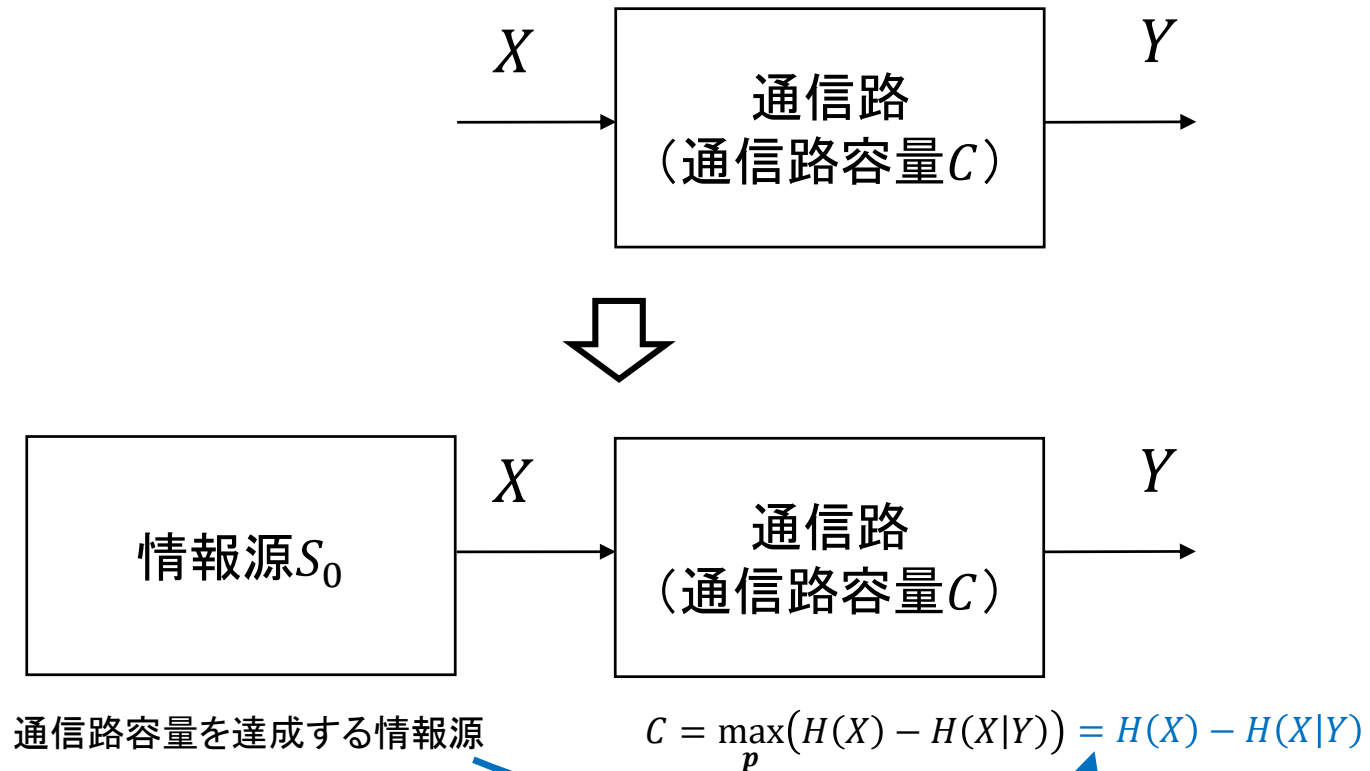 X
Y
通信路
（通信路容量C）
X
Y
情報源S₀
通信路
（通信路容量C）
通信路容量を達成する情報源
C = max_p(H(X) − H(X|Y)) = H(X) − H(X|Y)